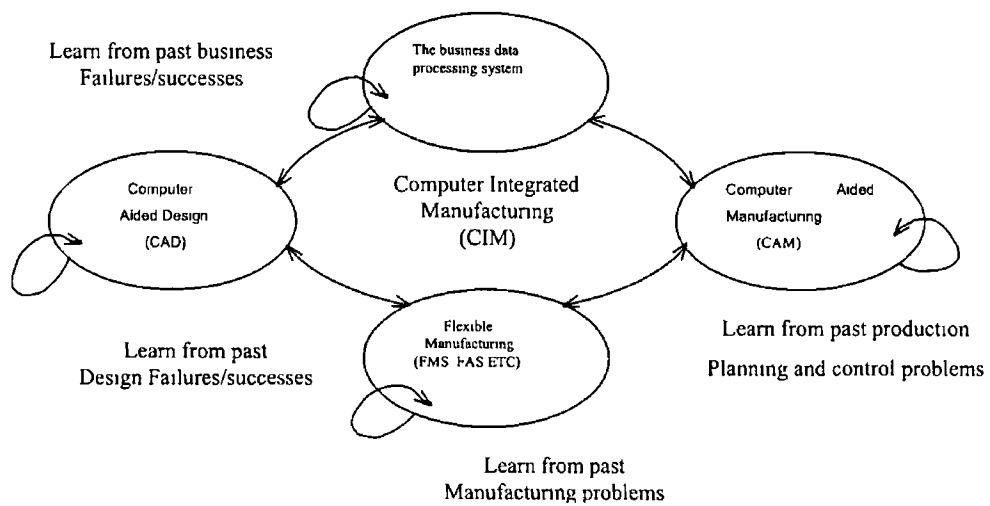 Learn from past business
Failures/successes
The business data
processing system
Computer
Aided Design
(CAD)
Computer Integrated
Manufacturing
(CIM)
Computer Aided
Manufacturing
(CAM)
Flexible
Manufacturing
(FMS FAS ETC)
Learn from past
Design Failures/successes
Learn from past production
Planning and control problems
Learn from past
Manufacturing problems